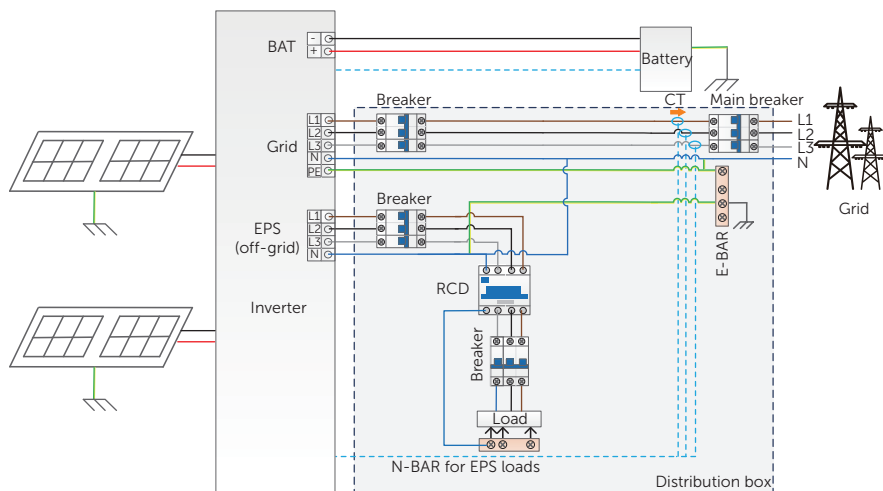 BAT
-
+
Battery
CT
Breaker
Main breaker
Grid
L1
L2
L3
N
PE
L1
L2
L3
N
Grid
Breaker
EPS
(off-grid)
L1
L2
L3
N
E-BAR
RCD
Inverter
Breaker
Load
N-BAR for EPS loads
Distribution box